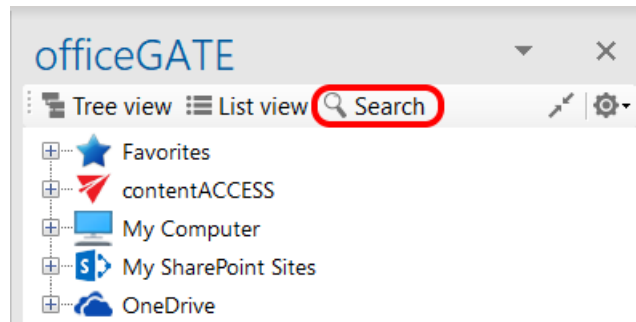 officeGATE
Tree view List view Search
Favorites
contentACCESS
My Computer
S My SharePoint Sites
OneDrive